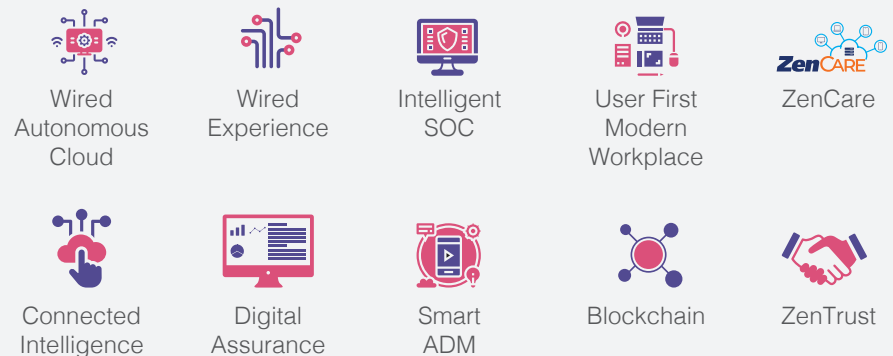 Wired
Autonomous
Cloud
Wired
Experience
Intelligent
SOC
User First
Modern
Workplace
ZenCARE
ZenCare
Connected
Intelligence
Digital
Assurance
Smart
ADM
Blockchain
ZenTrust